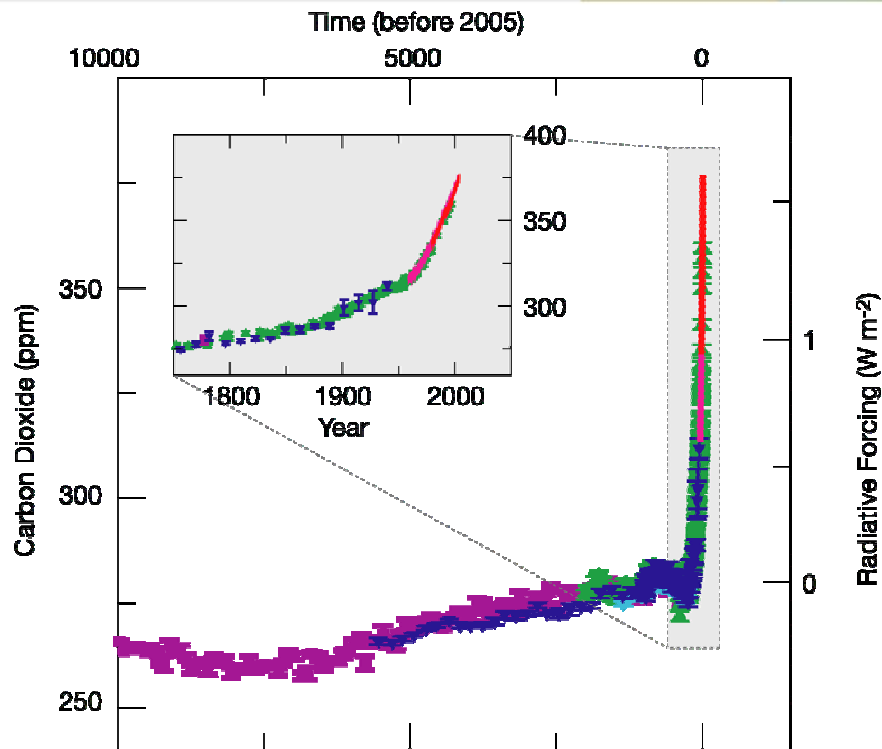 Time (before 2005)
10000 5000 0
400
350
300
1800 1900 2000
Year
350
300
250
Carbon Dioxide (ppm)
1
0
Radiative Forcing (W m-2)